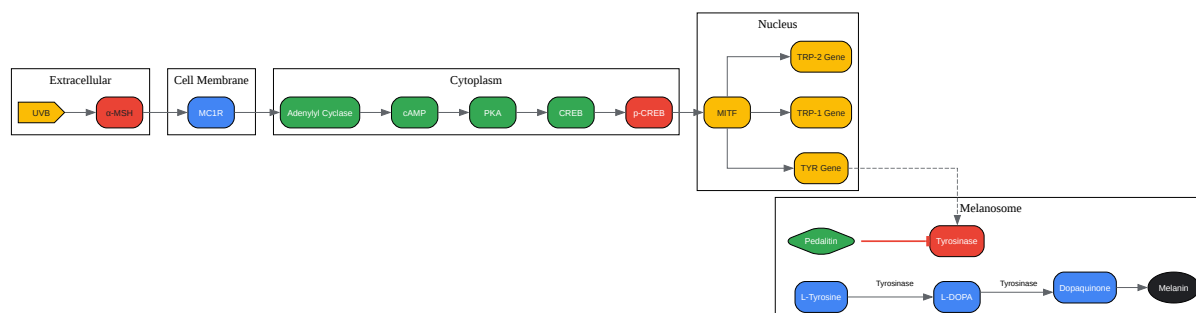 Extracellular
UVB
α-MSH
Cell Membrane
MC1R
Cytoplasm
Adenylyl Cyclase
cAMP
PKA
CREB
p-CREB
Nucleus
MITF
TRP-2 Gene
TRP-1 Gene
TYR Gene
Melanosome
Pedalitin
Tyrosinase
L-Tyrosine
Tyrosinase
L-DOPA
Tyrosinase
Dopaquinone
Melanin